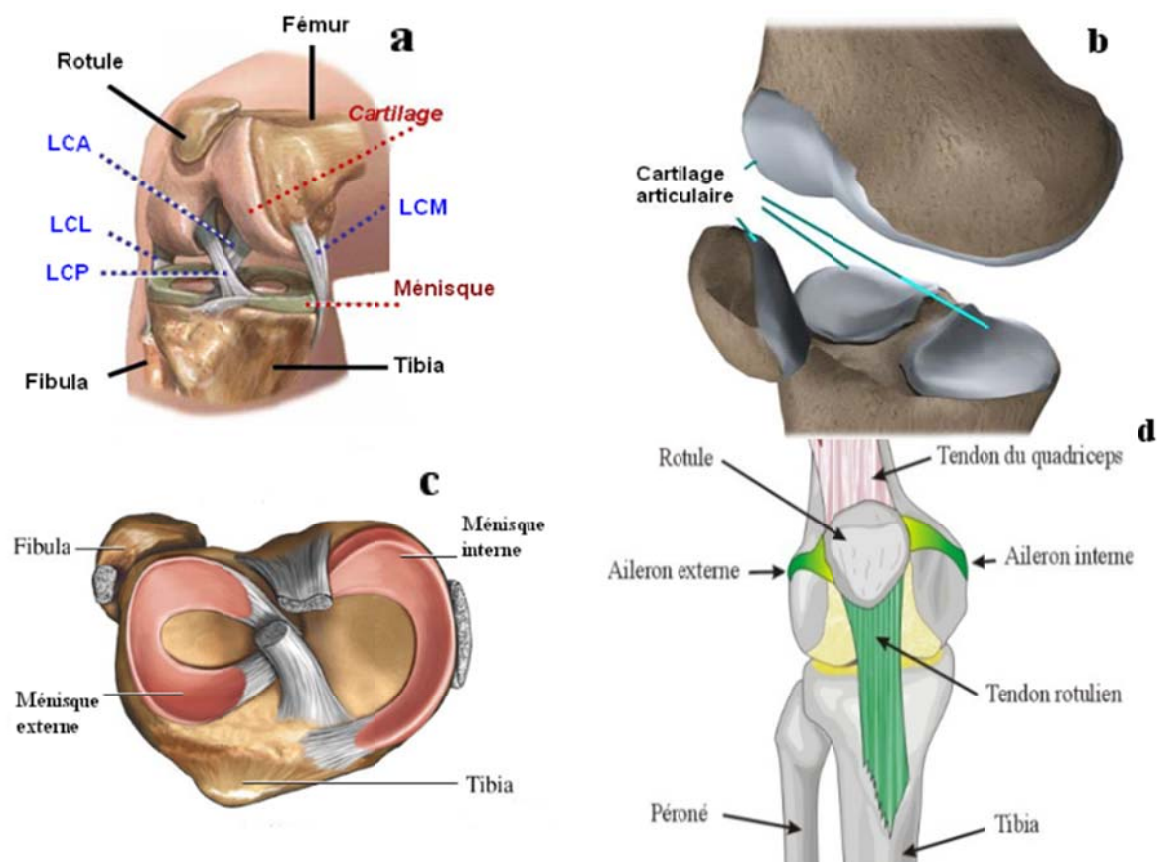 a
Fémur
Rotule
Cartilage
LCA
LCL
LCM
LCP
Ménisque
Fibula
Tibia
b
Cartilage
articulaire
c
Ménisque
interne
Fibula
Ménisque
externe
Tibia
d
Rotule
Tendon du quadriceps
Aileron externe
Aileron interne
Tendon rotulien
Péroné
Tibia